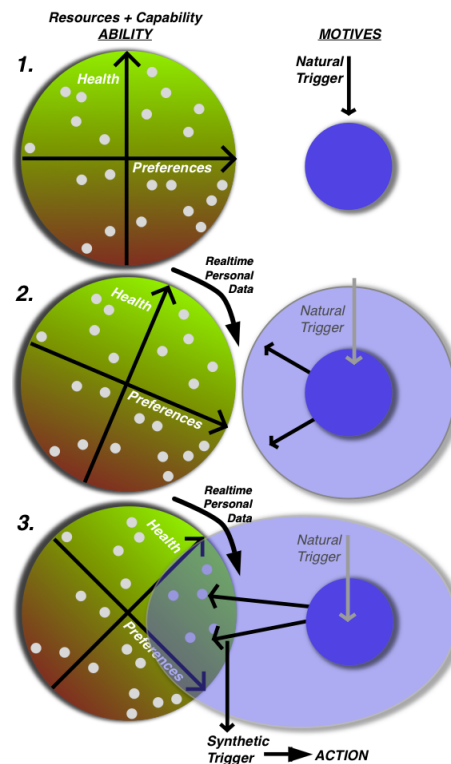 Resources + Capability
ABILITY
MOTIVES
1.
Health
Preferences
Natural
Trigger
Realtime
Personal
Data
2.
Health
Preferences
Natural
Trigger
Realtime
Personal
Data
3.
Health
Preferences
Natural
Trigger
Synthetic
Trigger
ACTION